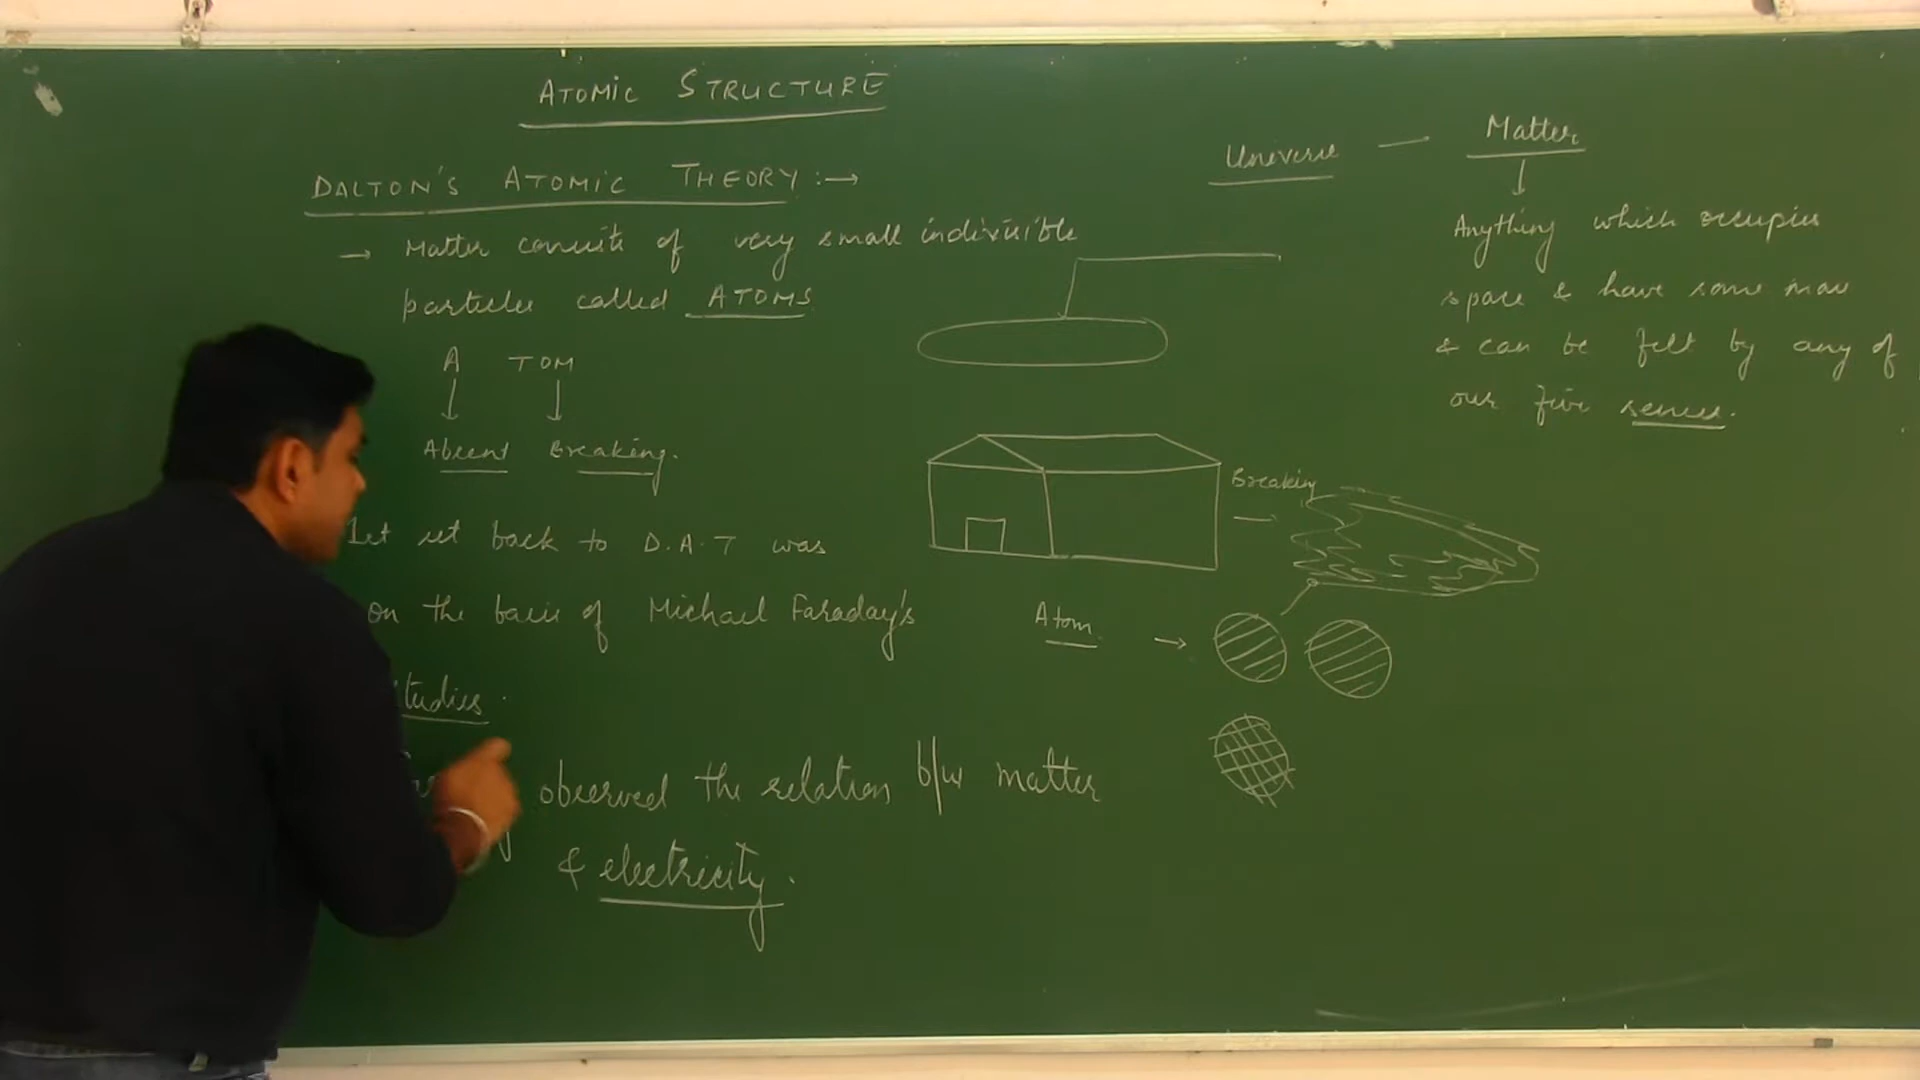 ATOMIC STRUCTURE
DALTON'S ATOMIC THEORY :→
→ Matter consists of very small indivisible
particles called ATOMS
A TOM
Absent Breaking.
1st set back to D.A.T was
on the basis of Michael Faraday's
studies.
observed the relation b/w matter
& electricity.
Universe — Matter
Anything which occupies
space & have some mass
& can be felt by any of
our five senses.
Breaking
Atom →